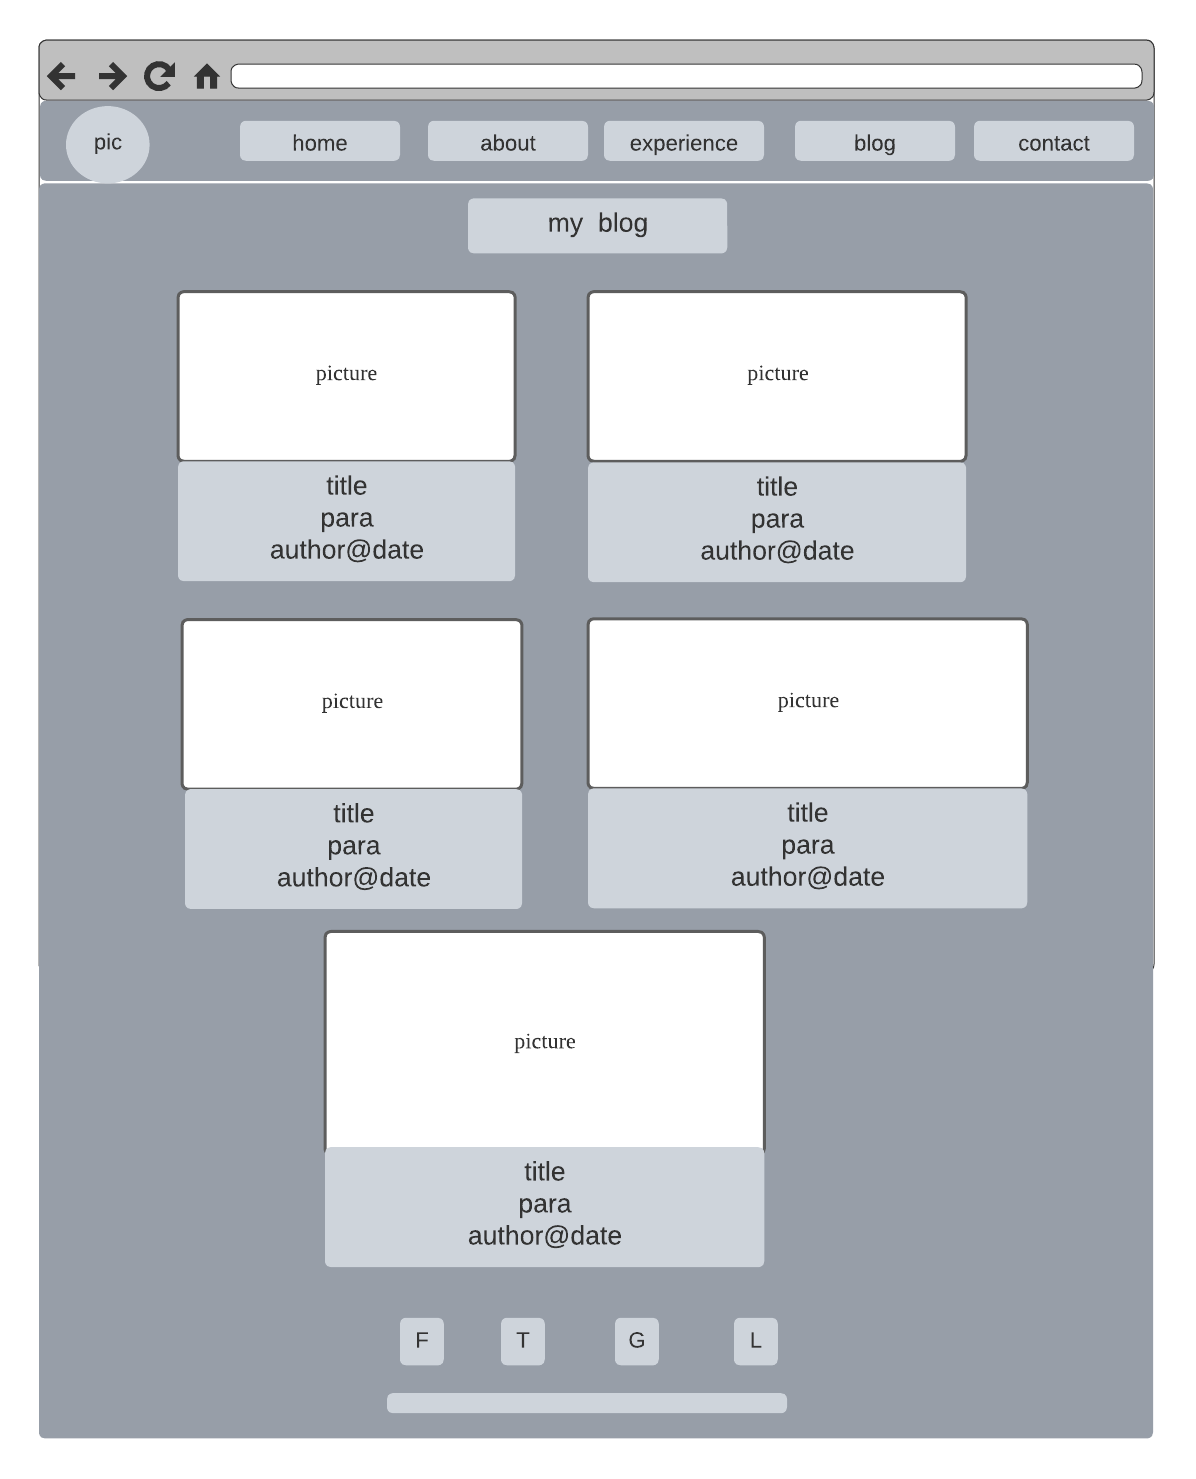 pic
home
about
experience
blog
contact
my blog
picture
title
para
author@date
picture
title
para
author@date
picture
title
para
author@date
picture
title
para
author@date
picture
title
para
author@date
F
T
G
L